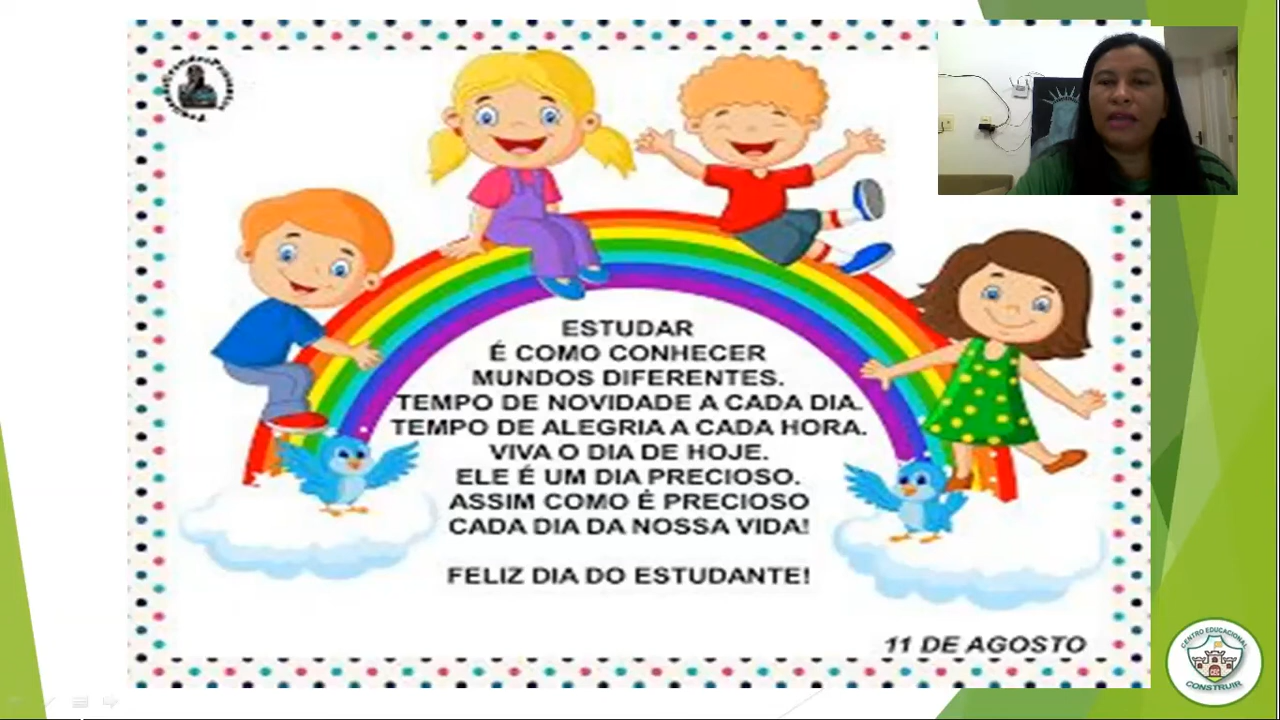 ESTUDAR
É COMO CONHECER
MUNDOS DIFERENTES.
TEMPO DE NOVIDADE A CADA DIA.
TEMPO DE ALEGRIA A CADA HORA.
VIVA O DIA DE HOJE.
ELE É UM DIA PRECIOSO.
ASSIM COMO É PRECIOSO
CADA DIA DA NOSSA VIDA!
FELIZ DIA DO ESTUDANTE!
11 DE AGOSTO
CENTRO EDUCACIONAL
CONSTRUIR